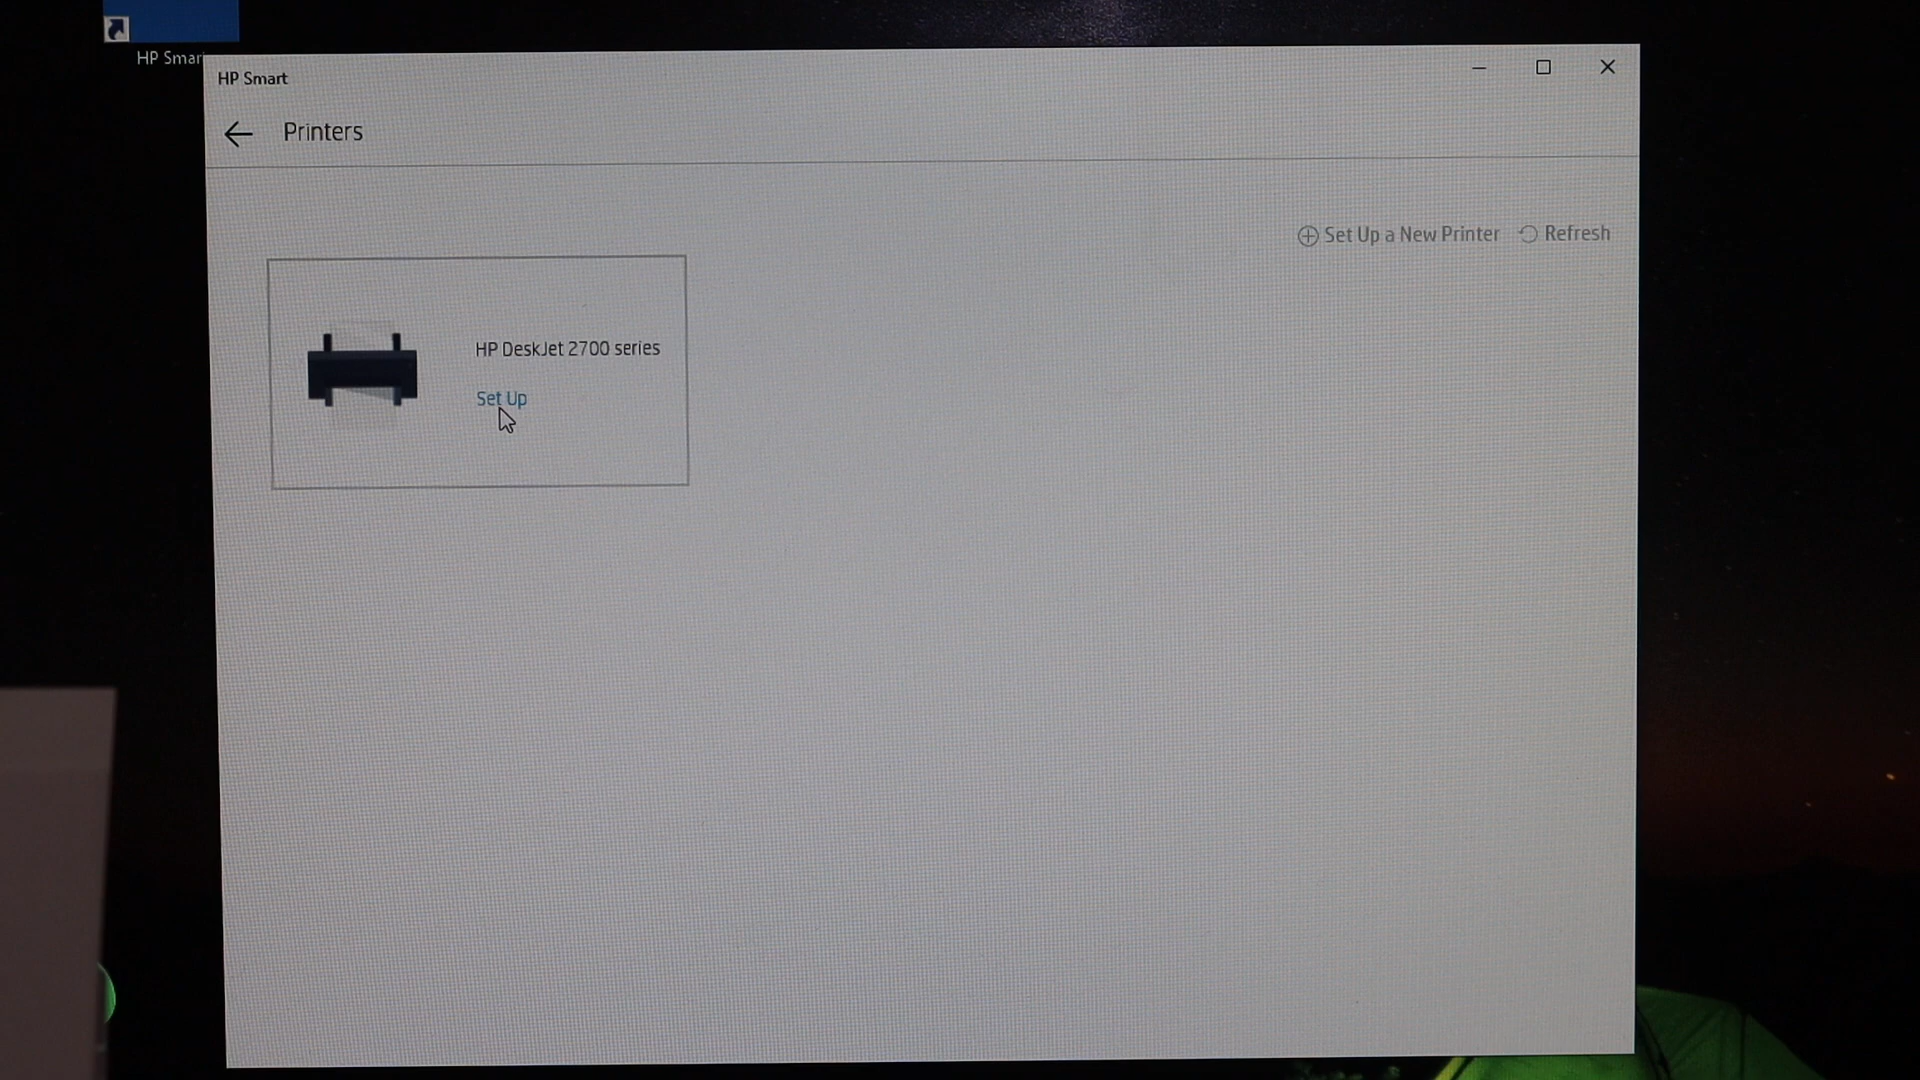 HP Smar
HP Smart
Printers
Set Up a New Printer
Refresh
HP DeskJet 2700 series
Set Up